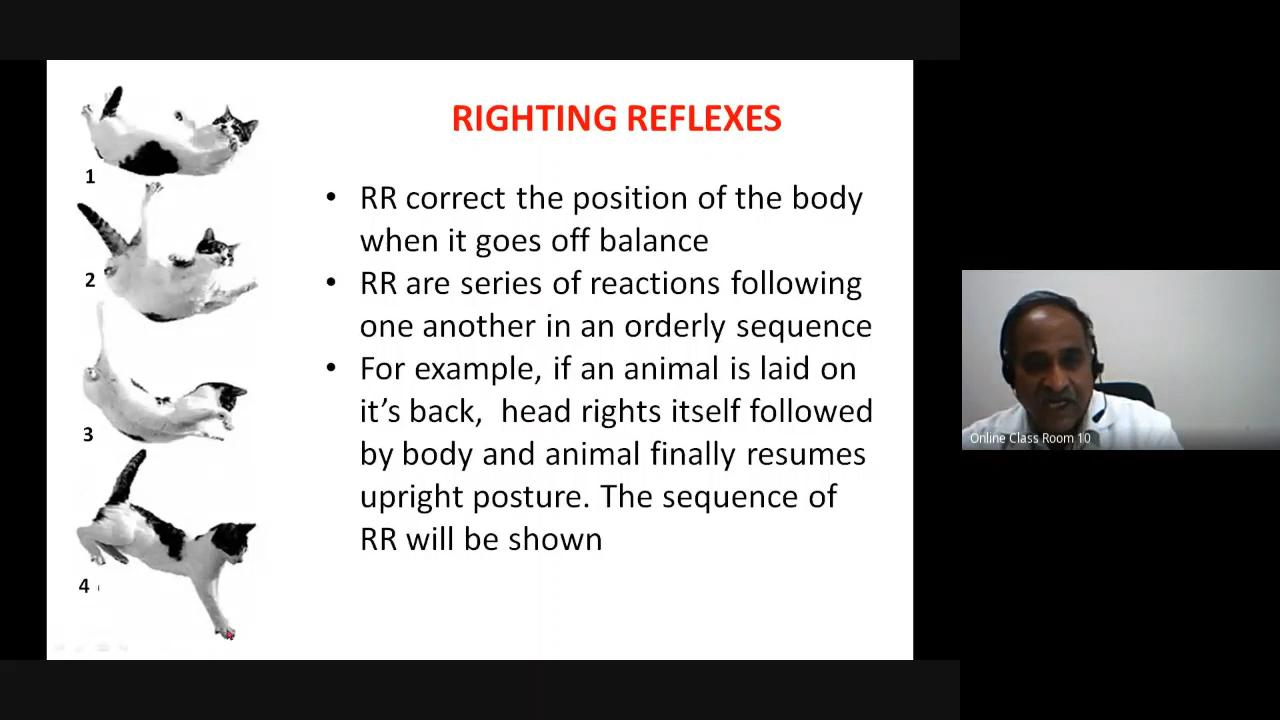 RIGHTING REFLEXES
• RR correct the position of the body
when it goes off balance
• RR are series of reactions following
one another in an orderly sequence
• For example, if an animal is laid on
it’s back, head rights itself followed
by body and animal finally resumes
upright posture. The sequence of
RR will be shown
1
2
3
4
Online Class Room 10